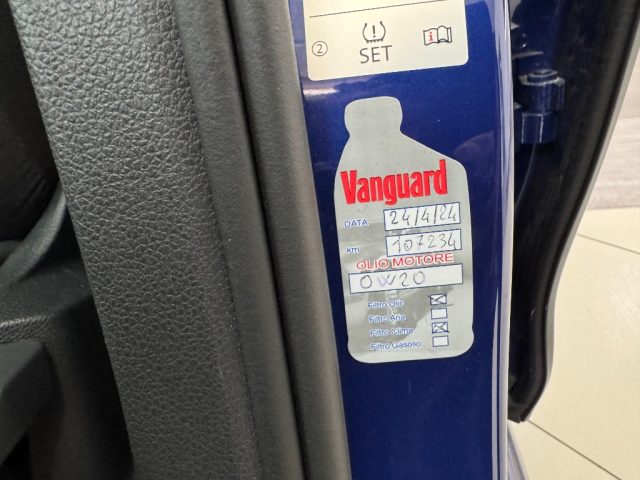 ② SET i
Vanguard
DATA 24/4/24
km 107234
OLIO MOTORE
0W20
Filtro Olio
Filtro Aria
Filtro Clima
Filtro Gasolio